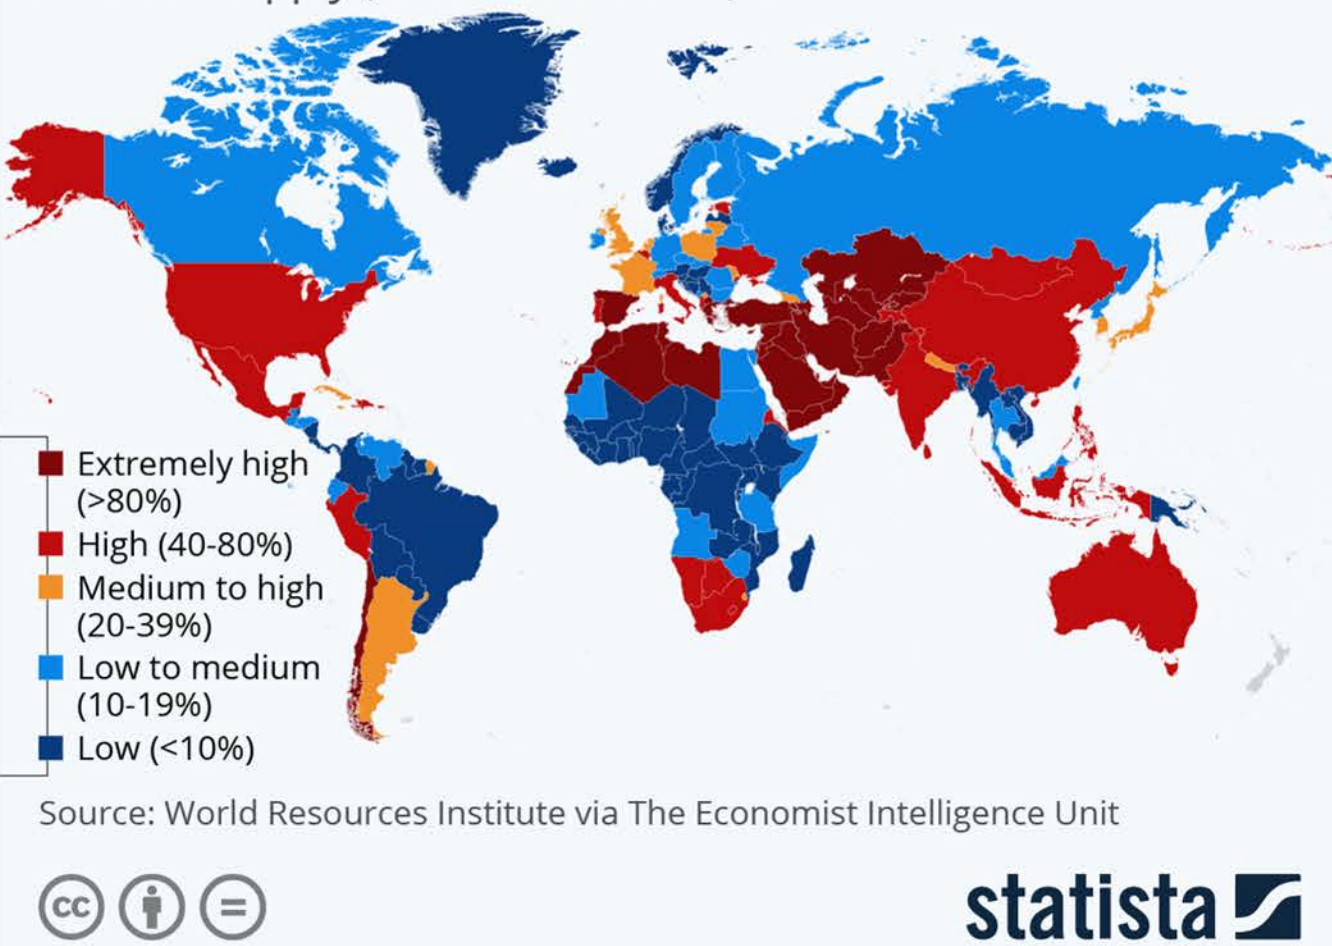 Extremely high
(>80%)
High (40-80%)
Medium to high
(20-39%)
Low to medium
(10-19%)
Low (<10%)
Source: World Resources Institute via The Economist Intelligence Unit
cc
statista